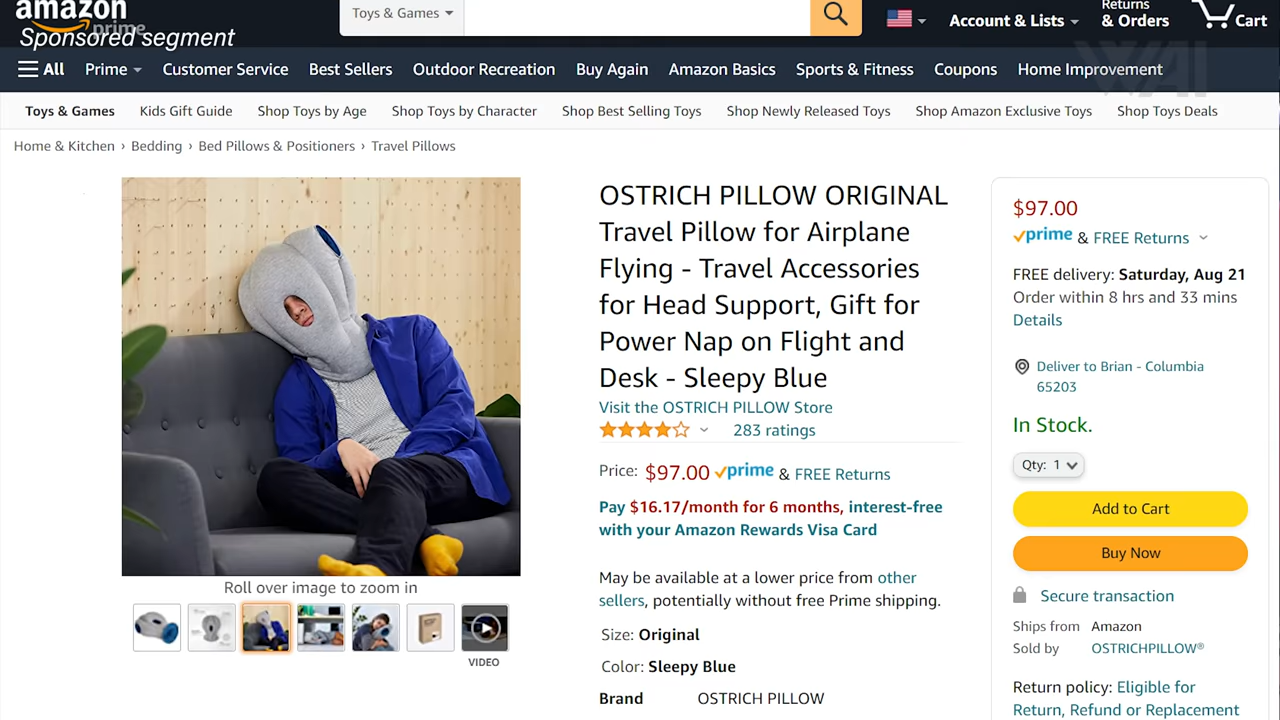 amazon
prime
Sponsored segment
Toys & Games
Returns
Account & Lists
& Orders
Cart
WAI
All
Prime
Customer Service
Best Sellers
Outdoor Recreation
Buy Again
Amazon Basics
Sports & Fitness
Coupons
Home Improvement
Toys & Games
Kids Gift Guide
Shop Toys by Age
Shop Toys by Character
Shop Best Selling Toys
Shop Newly Released Toys
Shop Amazon Exclusive Toys
Shop Toys Deals
Home & Kitchen › Bedding › Bed Pillows & Positioners › Travel Pillows
Roll over image to zoom in
VIDEO
OSTRICH PILLOW ORIGINAL
Travel Pillow for Airplane
Flying - Travel Accessories
for Head Support, Gift for
Power Nap on Flight and
Desk - Sleepy Blue
Visit the OSTRICH PILLOW Store
283 ratings
Price: $97.00 prime & FREE Returns
Pay $16.17/month for 6 months, interest-free
with your Amazon Rewards Visa Card
May be available at a lower price from other
sellers, potentially without free Prime shipping.
Size: Original
Color: Sleepy Blue
Brand OSTRICH PILLOW
$97.00
prime & FREE Returns
FREE delivery: Saturday, Aug 21
Order within 8 hrs and 33 mins
Details
Deliver to Brian - Columbia
65203
In Stock.
Qty: 1
Add to Cart
Buy Now
Secure transaction
Ships from Amazon
Sold by OSTRICHPILLOW®
Return policy: Eligible for
Return, Refund or Replacement